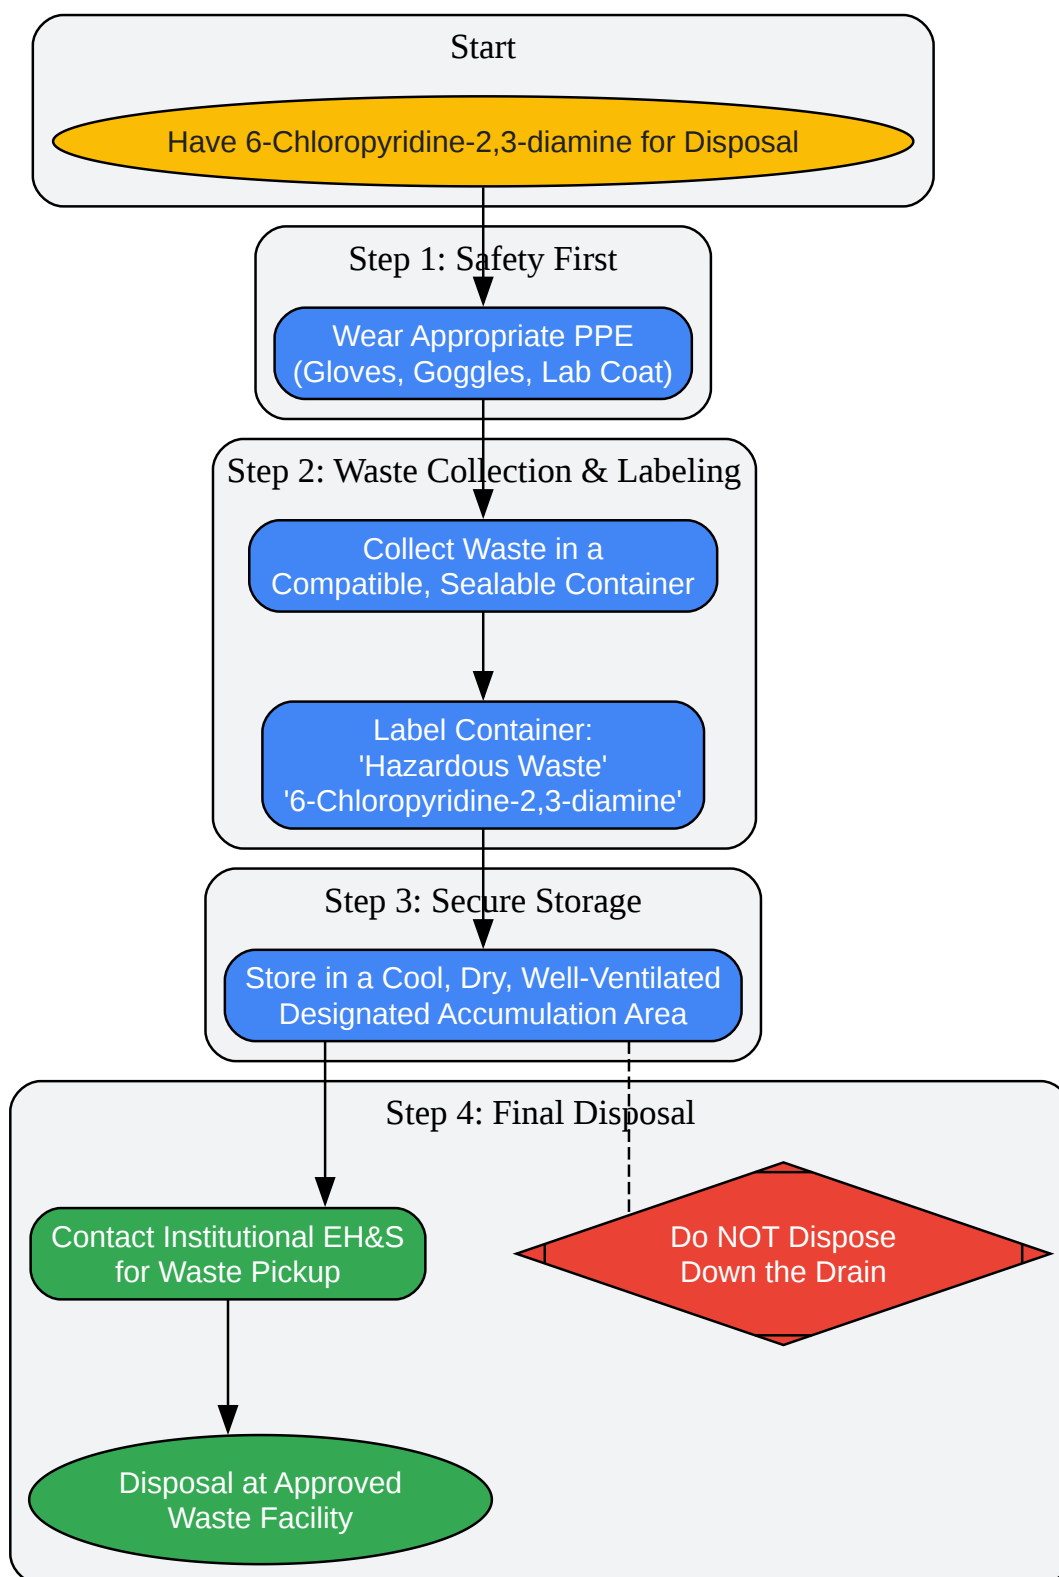 Start
Have 6-Chloropyridine-2,3-diamine for Disposal
Step 1: Safety First
Wear Appropriate PPE
(Gloves, Goggles, Lab Coat)
Step 2: Waste Collection & Labeling
Collect Waste in a
Compatible, Sealable Container
Label Container:
'Hazardous Waste'
'6-Chloropyridine-2,3-diamine'
Step 3: Secure Storage
Store in a Cool, Dry, Well-Ventilated
Designated Accumulation Area
Step 4: Final Disposal
Contact Institutional EH&S
for Waste Pickup
Do NOT Dispose
Down the Drain
Disposal at Approved
Waste Facility